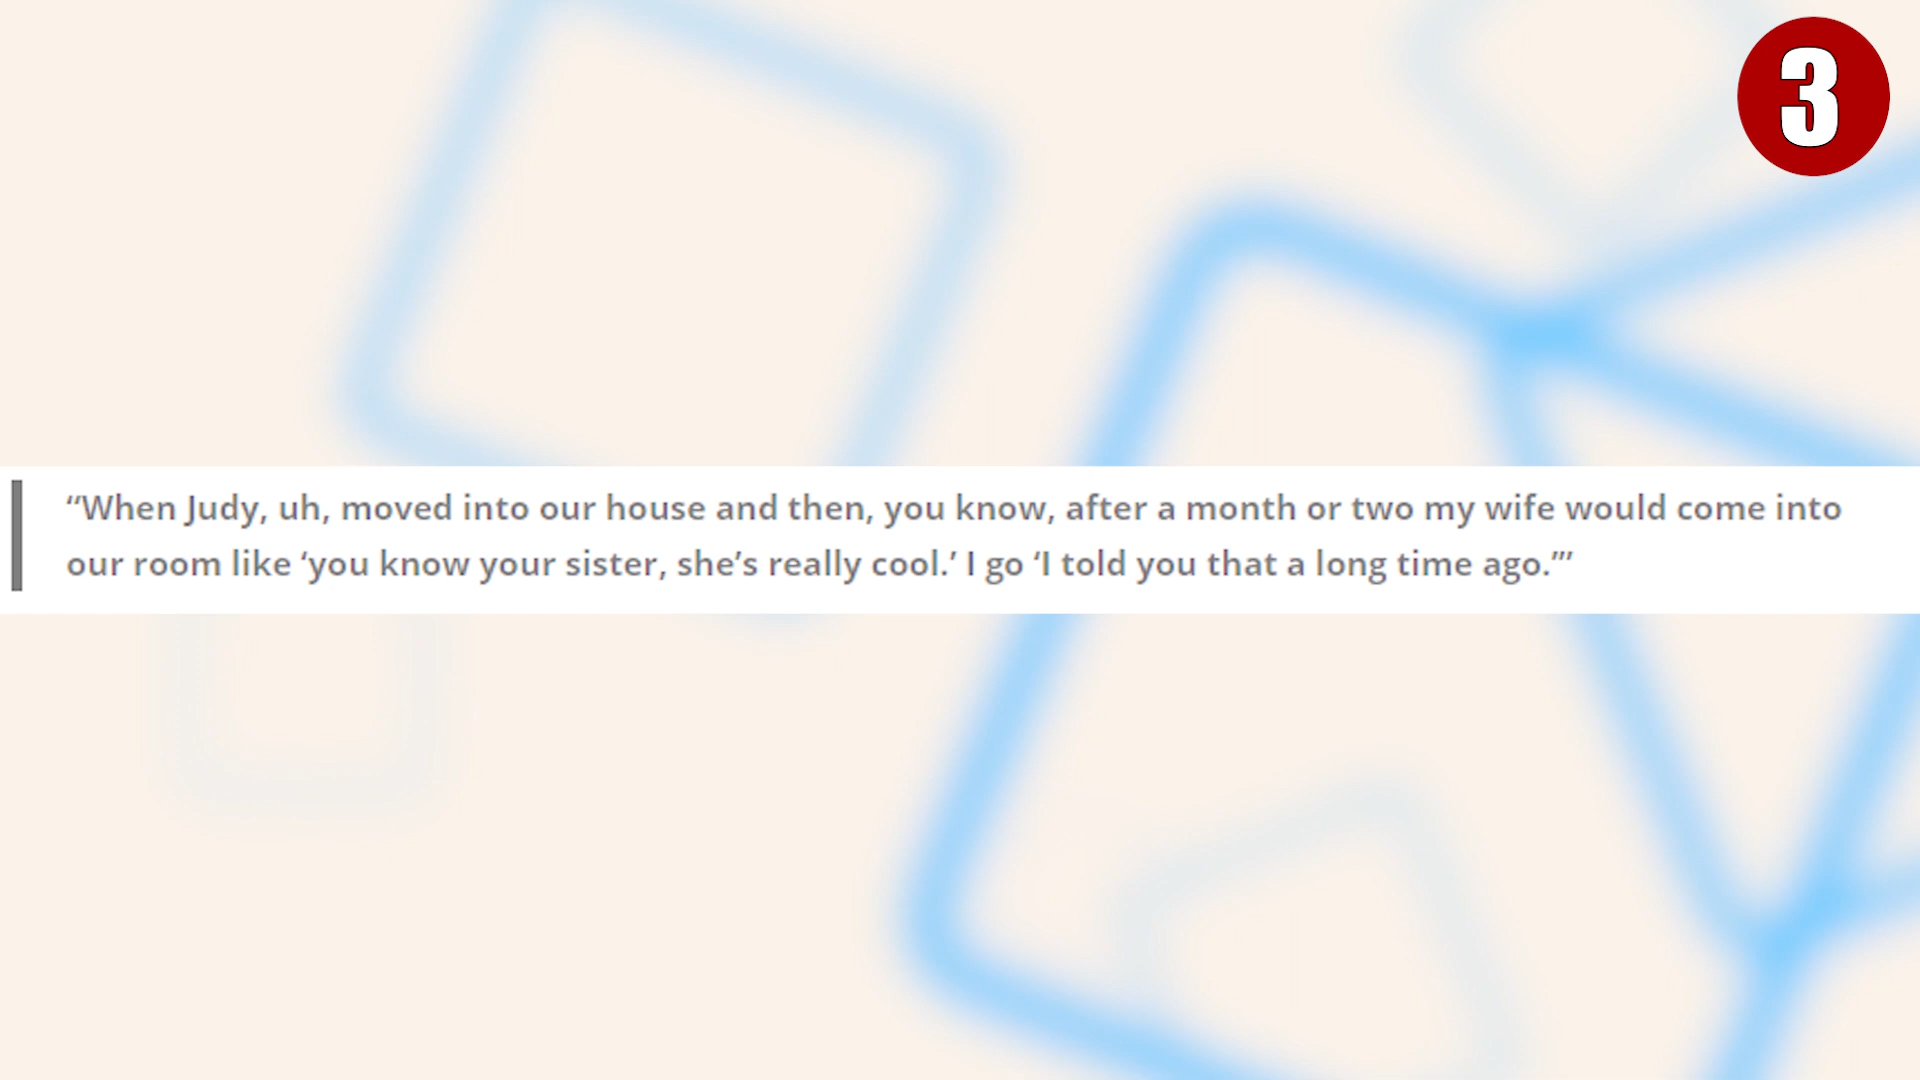 3
“When Judy, uh, moved into our house and then, you know, after a month or two my wife would come into
our room like ‘you know your sister, she’s really cool.’ I go ‘I told you that a long time ago.”’